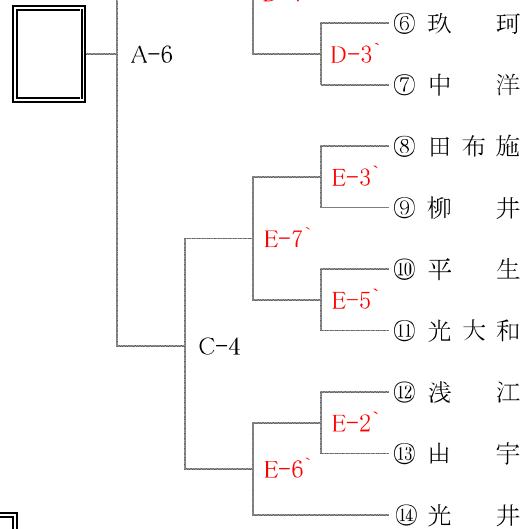 ⑥ 玖 珂
A-6
D-3`
⑦ 中 洋
⑧ 田 布 施
E-3`
⑨ 柳 井
E-7`
⑩ 平 生
E-5`
⑪ 光 大 和
C-4
⑫ 浅 江
E-2`
⑬ 由 宇
E-6`
⑭ 光 井